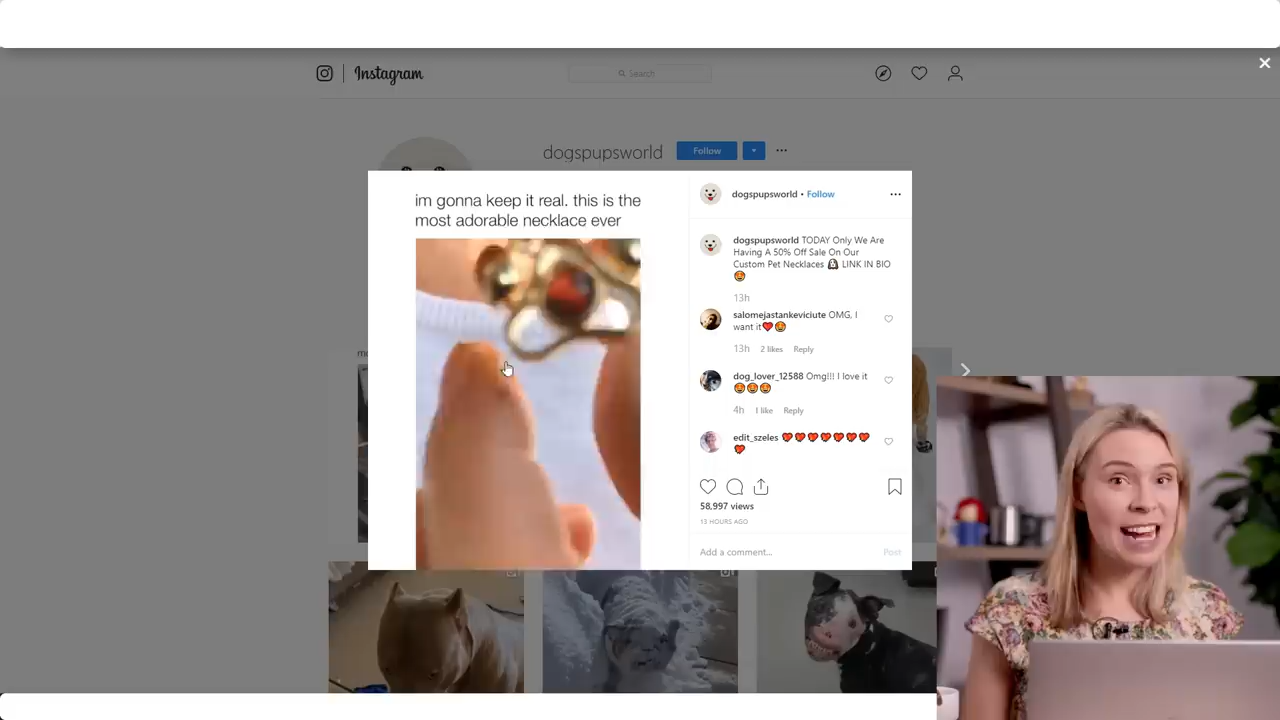 Instagram
Search
dogspupsworld
Follow
im gonna keep it real. this is the
most adorable necklace ever
dogspupsworld • Follow
dogspupsworld TODAY Only We Are
Having A 50% Off Sale On Our
Custom Pet Necklaces 🐶 LINK IN BIO
😍
13h
salomejastankeviciute OMG, I
want it❤️😍
13h 2 likes Reply
dog_lover_12588 Omg!!! I love it
😍😍😍
4h 1 like Reply
edit_szeles ❤️❤️❤️❤️❤️❤️❤️
❤️
58,997 views
13 HOURS AGO
Add a comment... Post